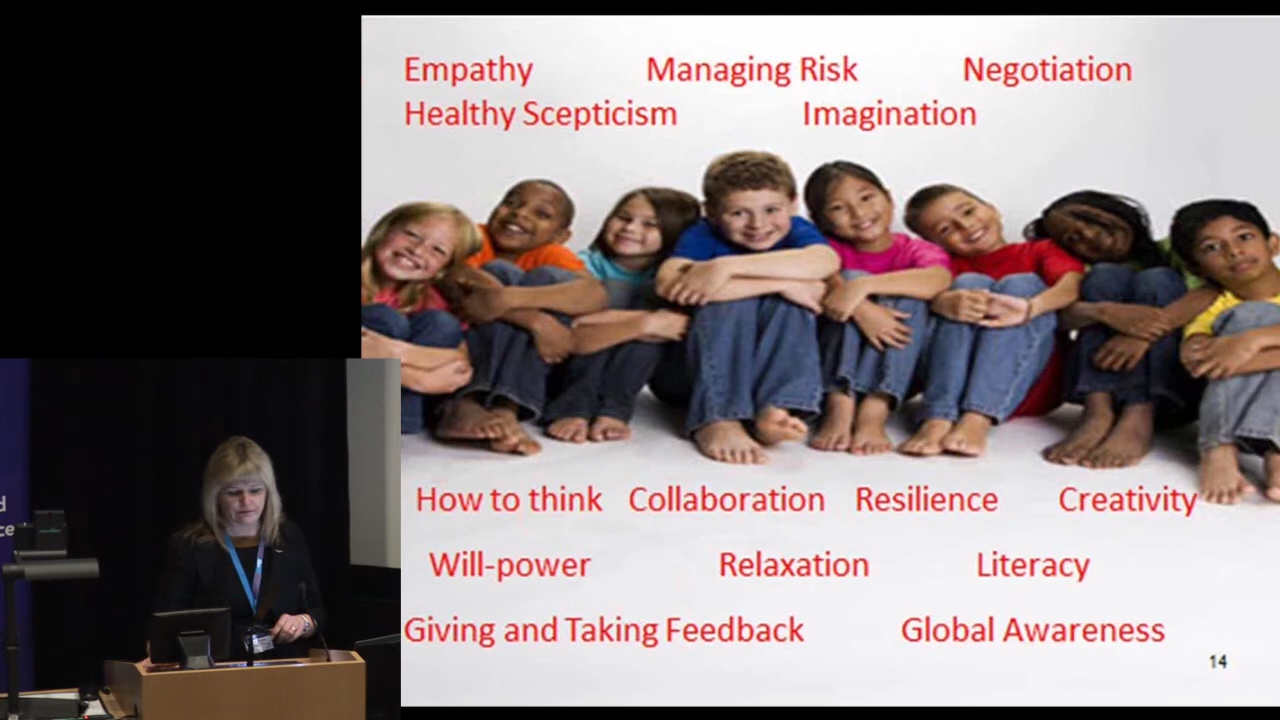 Empathy Managing Risk Negotiation
Healthy Scepticism Imagination
How to think Collaboration Resilience Creativity
Will-power Relaxation Literacy
Giving and Taking Feedback Global Awareness
14